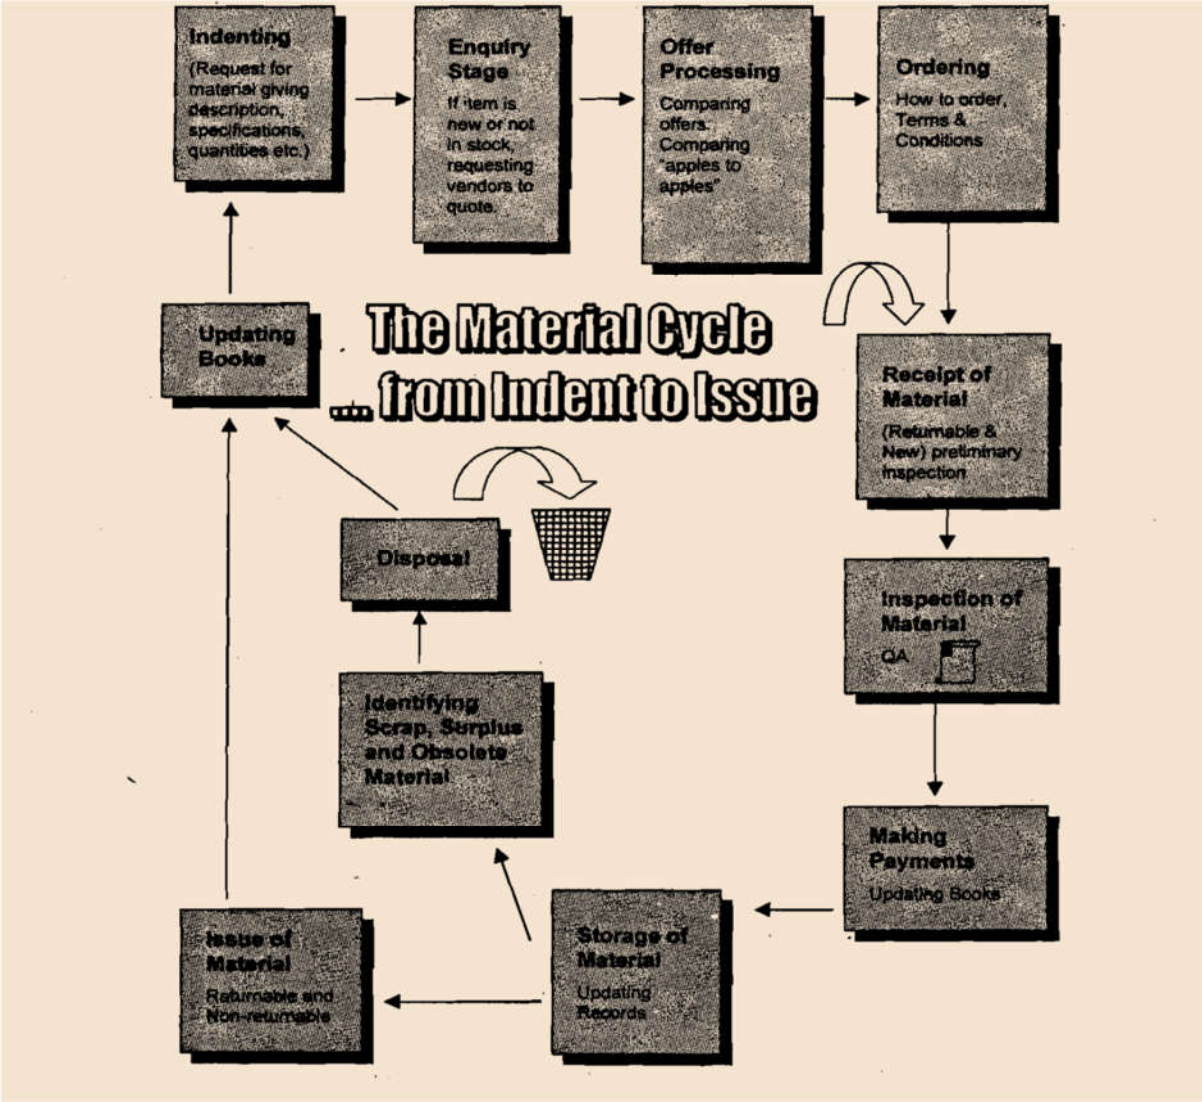 Indenting
(Request for
material giving
description,
specifications,
quantities etc.)
Enquiry
Stage
If item is
new or not
in stock,
requesting
vendors to
quote.
Offer
Processing
Comparing
offers.
Comparing
"apples to
apples"
Ordering
How to order,
Terms &
Conditions
Updating
Books
The Material Cycle
... from Indent to Issue
Receipt of
Material
(Returnable &
New) preliminary
inspection
Disposal
Inspection of
Material
QA
Identifying
Scrap, Surplus
and Obsolete
Material
Making
Payments
Updating Books
Issue of
Material
Returnable and
Non-returnable
Storage of
Material
Updating
Records